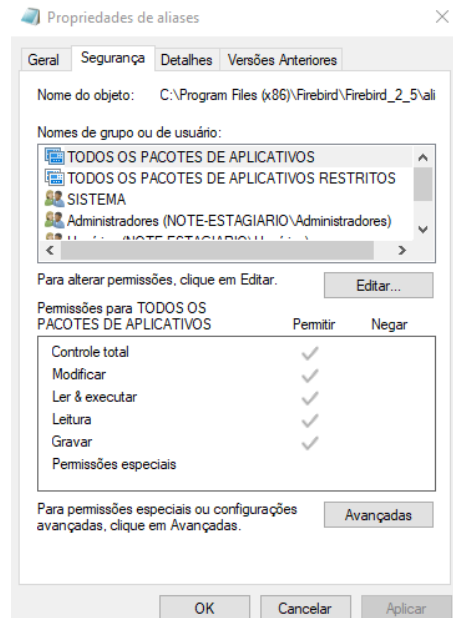 Propriedades de aliases
Geral Segurança Detalhes Versões Anteriores
Nome do objeto: C:\Program Files (x86)\Firebird\Firebird_2_5\ali
Nomes de grupo ou de usuário:
TODOS OS PACOTES DE APLICATIVOS
TODOS OS PACOTES DE APLICATIVOS RESTRITOS
SISTEMA
Administradores (NOTE-ESTAGIARIO\Administradores)
Para alterar permissões, clique em Editar.
Editar...
Permissões para TODOS OS
PACOTES DE APLICATIVOS Permitir Negar
Controle total
Modificar
Ler & executar
Leitura
Gravar
Permissões especiais
Para permissões especiais ou configurações
avançadas, clique em Avançadas.
Avançadas
OK Cancelar Aplicar